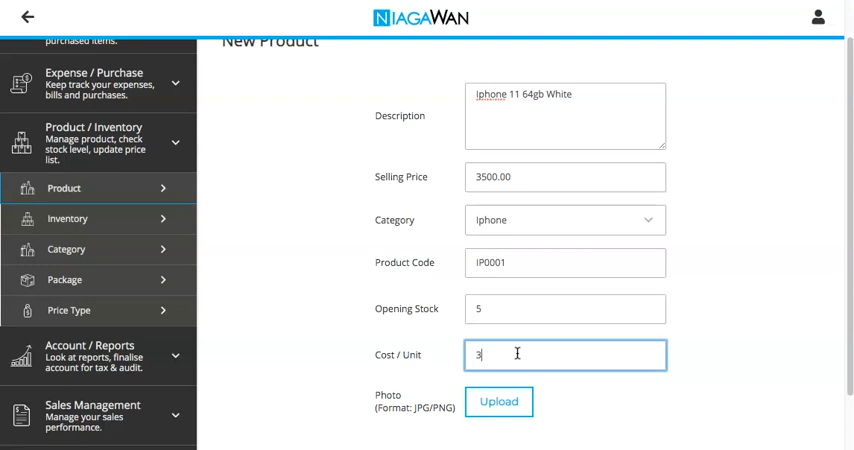 NIAGAWAN
purchased items.
Expense / Purchase
Keep track your expenses,
bills and purchases.
Product / Inventory
Manage product, check
stock level, update price
list.
Product
Inventory
Category
Package
Price Type
Account / Reports
Look at reports, finalise
account for tax & audit.
Sales Management
Manage your sales
performance.
New Product
Description
Iphone 11 64gb White
Selling Price
3500.00
Category
Iphone
Product Code
IP0001
Opening Stock
5
Cost / Unit
3
Photo
(Format: JPG/PNG)
Upload